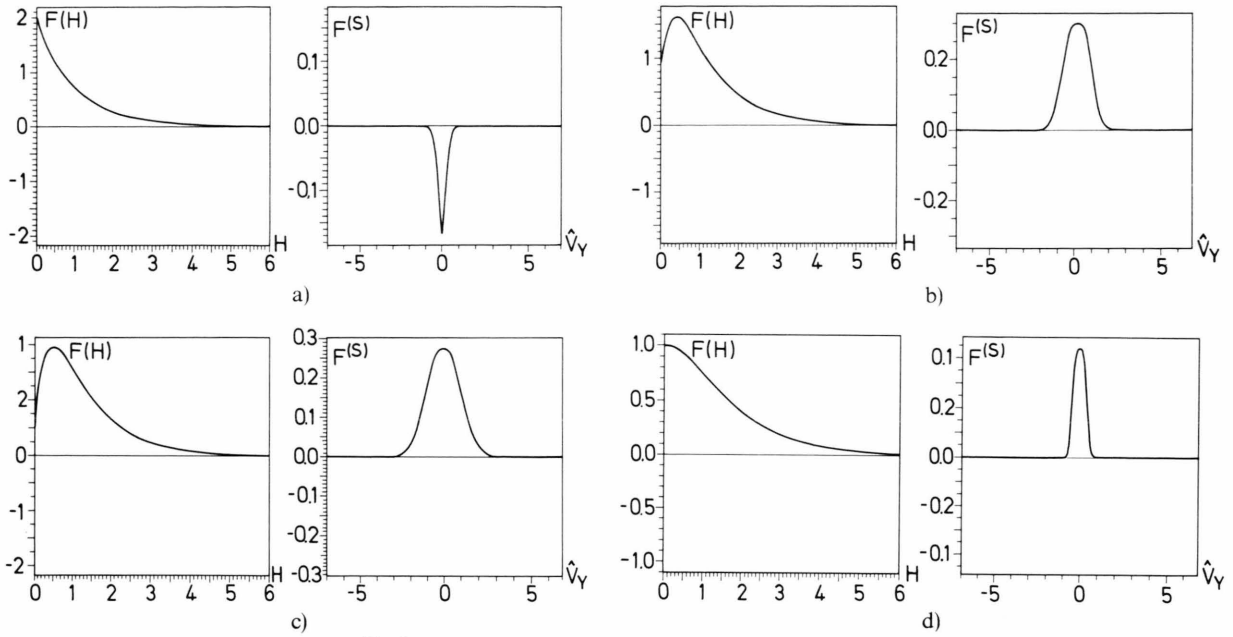 2 F(H) F(S) 1 F(H) F(S)
1 0.1 1 0.2
0 0.0 0 0.0
-1 -0.1 -1 -0.2
-2
0 1 2 3 4 5 6 H -5 0 5 V̂Y 0 1 2 3 4 5 6 H -5 0 5 V̂Y
a) b)
1 F(H) 0.3 F(S) 1.0 F(H) F(S)
2 0.2 0.5 0.1
0.1 0.2
0 0.0 0.0 0.0
-1 -0.1 -0.5 -0.2
-0.2 -0.1
-2 -0.3 -1.0
0 1 2 3 4 5 6 H -5 0 5 V̂Y 0 1 2 3 4 5 6 H -5 0 5 V̂Y
c) d)